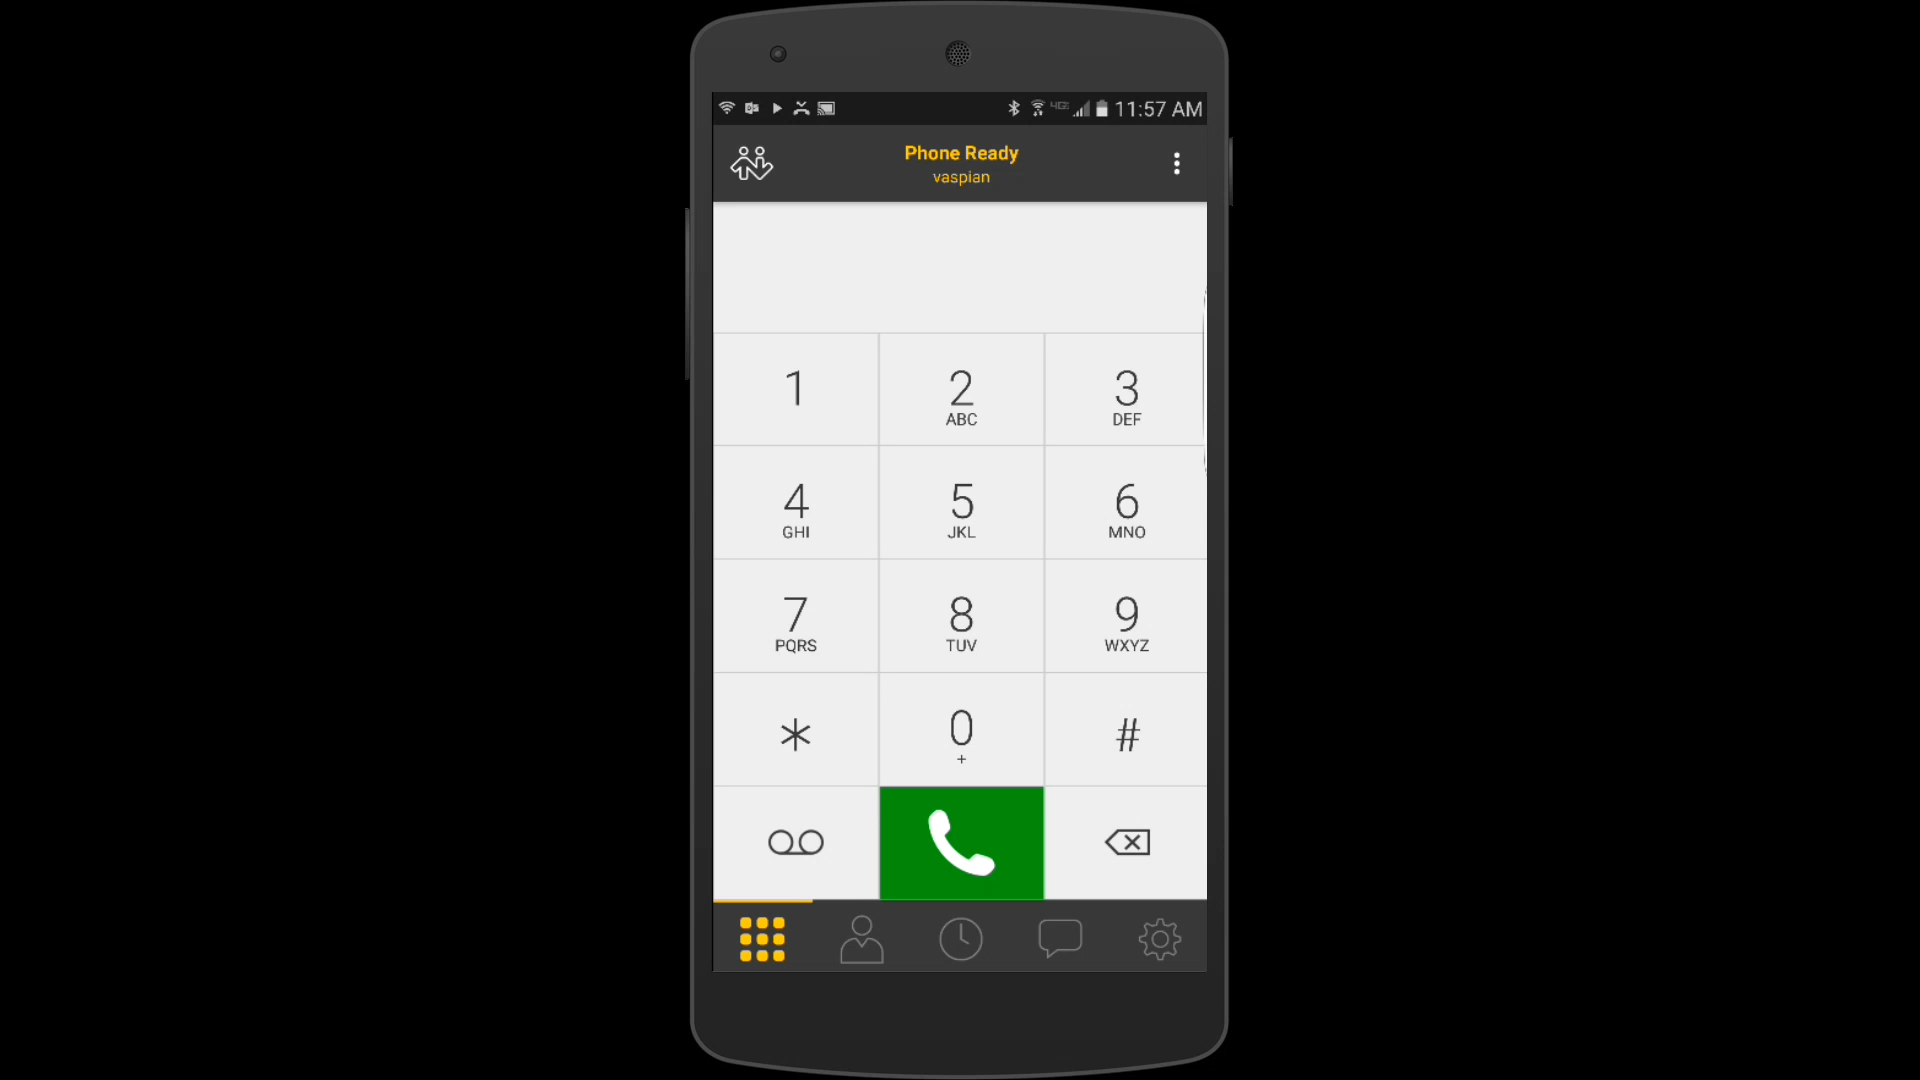 4G
11:57 AM
Phone Ready
vaspian
1
2
3
ABC
DEF
4
5
6
GHI
JKL
MNO
7
8
9
PQRS
TUV
WXYZ
*
0
#
+